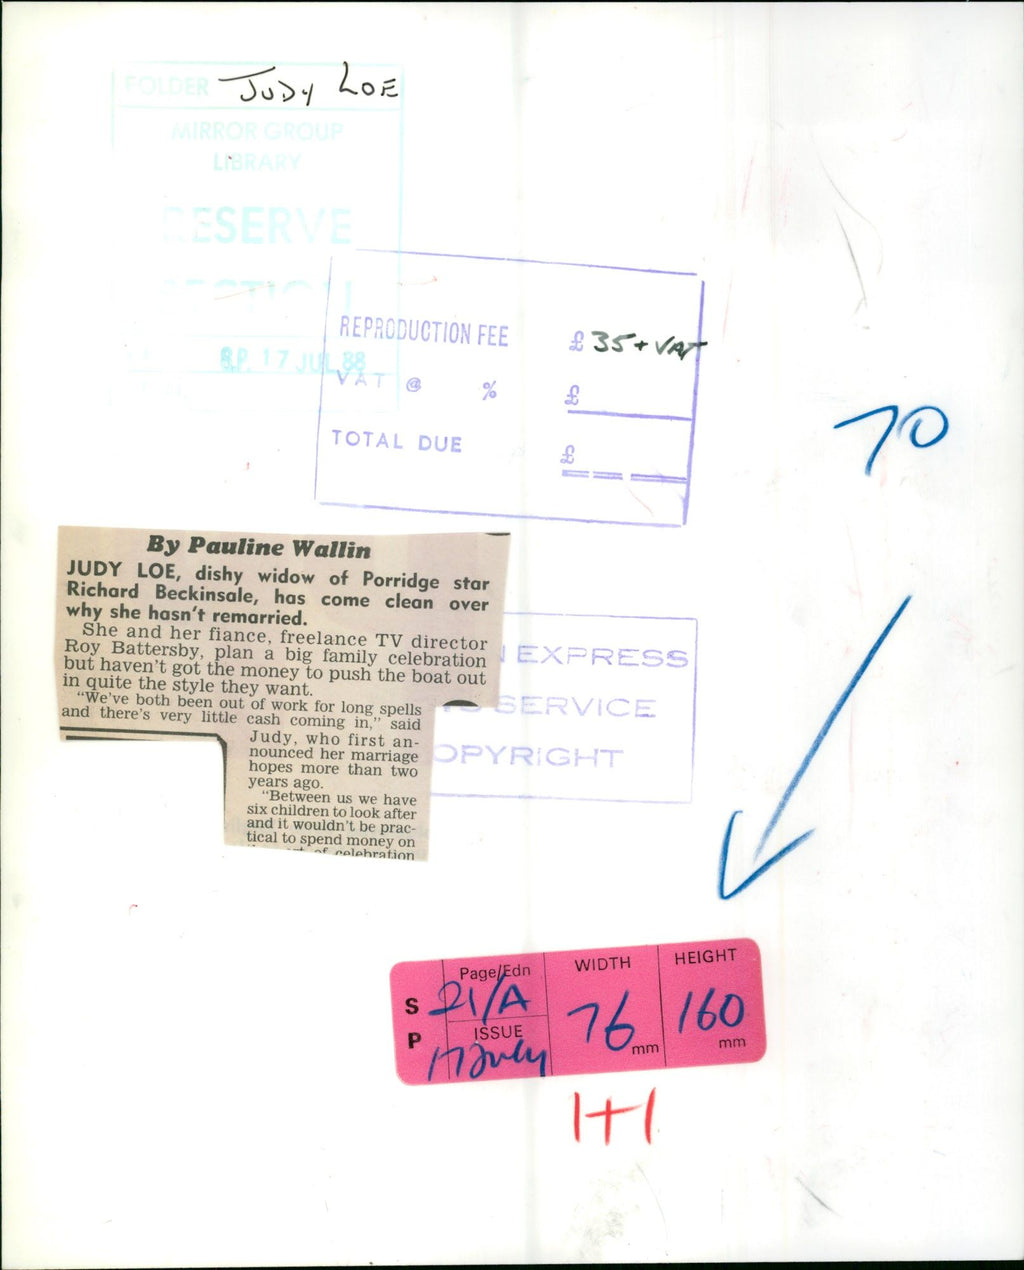 FOLDER JUDY LOE
MIRROR GROUP
LIBRARY
RESERVE
SECTION
S.P. 17 JUL 88
REPRODUCTION FEE £35 + VAT
VAT @ % £
TOTAL DUE £
70
By Pauline Wallin
JUDY LOE, dishy widow of Porridge star
Richard Beckinsale, has come clean over
why she hasn't remarried.
She and her fiance, freelance TV director
Roy Battersby, plan a big family celebration
but haven't got the money to push the boat out
in quite the style they want.
"We've both been out of work for long spells
and there's very little cash coming in," said
Judy, who first an-
nounced her marriage
hopes more than two
years ago.
"Between us we have
six children to look after
and it wouldn't be prac-
tical to spend money on
of celebration
EXPRESS
SERVICE
OPYRIGHT
S P
Page/Edn 21/A
ISSUE 17 July
WIDTH 76 mm
HEIGHT 160 mm
1+1